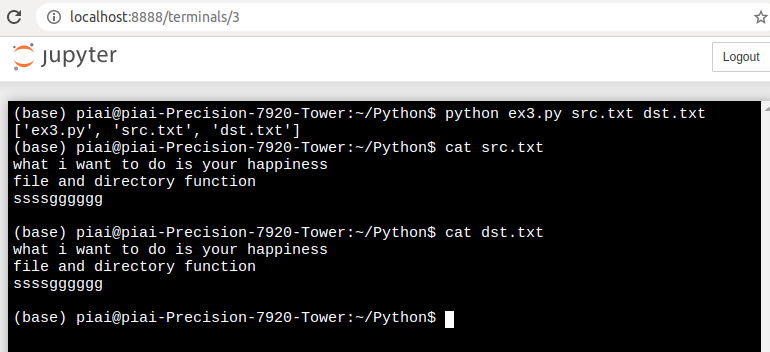 localhost:8888/terminals/3
jupyter
Logout
(base) piai@piai-Precision-7920-Tower:~/Python$ python ex3.py src.txt dst.txt
['ex3.py', 'src.txt', 'dst.txt']
(base) piai@piai-Precision-7920-Tower:~/Python$ cat src.txt
what i want to do is your happiness
file and directory function
ssssgggggg
(base) piai@piai-Precision-7920-Tower:~/Python$ cat dst.txt
what i want to do is your happiness
file and directory function
ssssgggggg
(base) piai@piai-Precision-7920-Tower:~/Python$